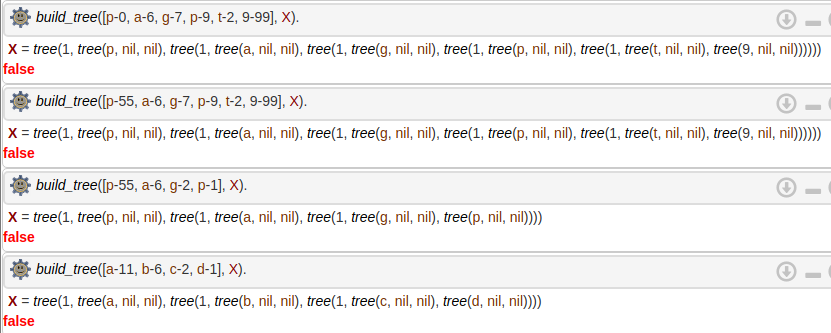 build_tree([p-0, a-6, g-7, p-9, t-2, 9-99], X).
X = tree(1, tree(p, nil, nil), tree(1, tree(a, nil, nil), tree(1, tree(g, nil, nil), tree(1, tree(p, nil, nil), tree(1, tree(t, nil, nil), tree(9, nil, nil))))))
false
build_tree([p-55, a-6, g-7, p-9, t-2, 9-99], X).
X = tree(1, tree(p, nil, nil), tree(1, tree(a, nil, nil), tree(1, tree(g, nil, nil), tree(1, tree(p, nil, nil), tree(1, tree(t, nil, nil), tree(9, nil, nil))))))
false
build_tree([p-55, a-6, g-2, p-1], X).
X = tree(1, tree(p, nil, nil), tree(1, tree(a, nil, nil), tree(1, tree(g, nil, nil), tree(p, nil, nil))))
false
build_tree([a-11, b-6, c-2, d-1], X).
X = tree(1, tree(a, nil, nil), tree(1, tree(b, nil, nil), tree(1, tree(c, nil, nil), tree(d, nil, nil))))
false